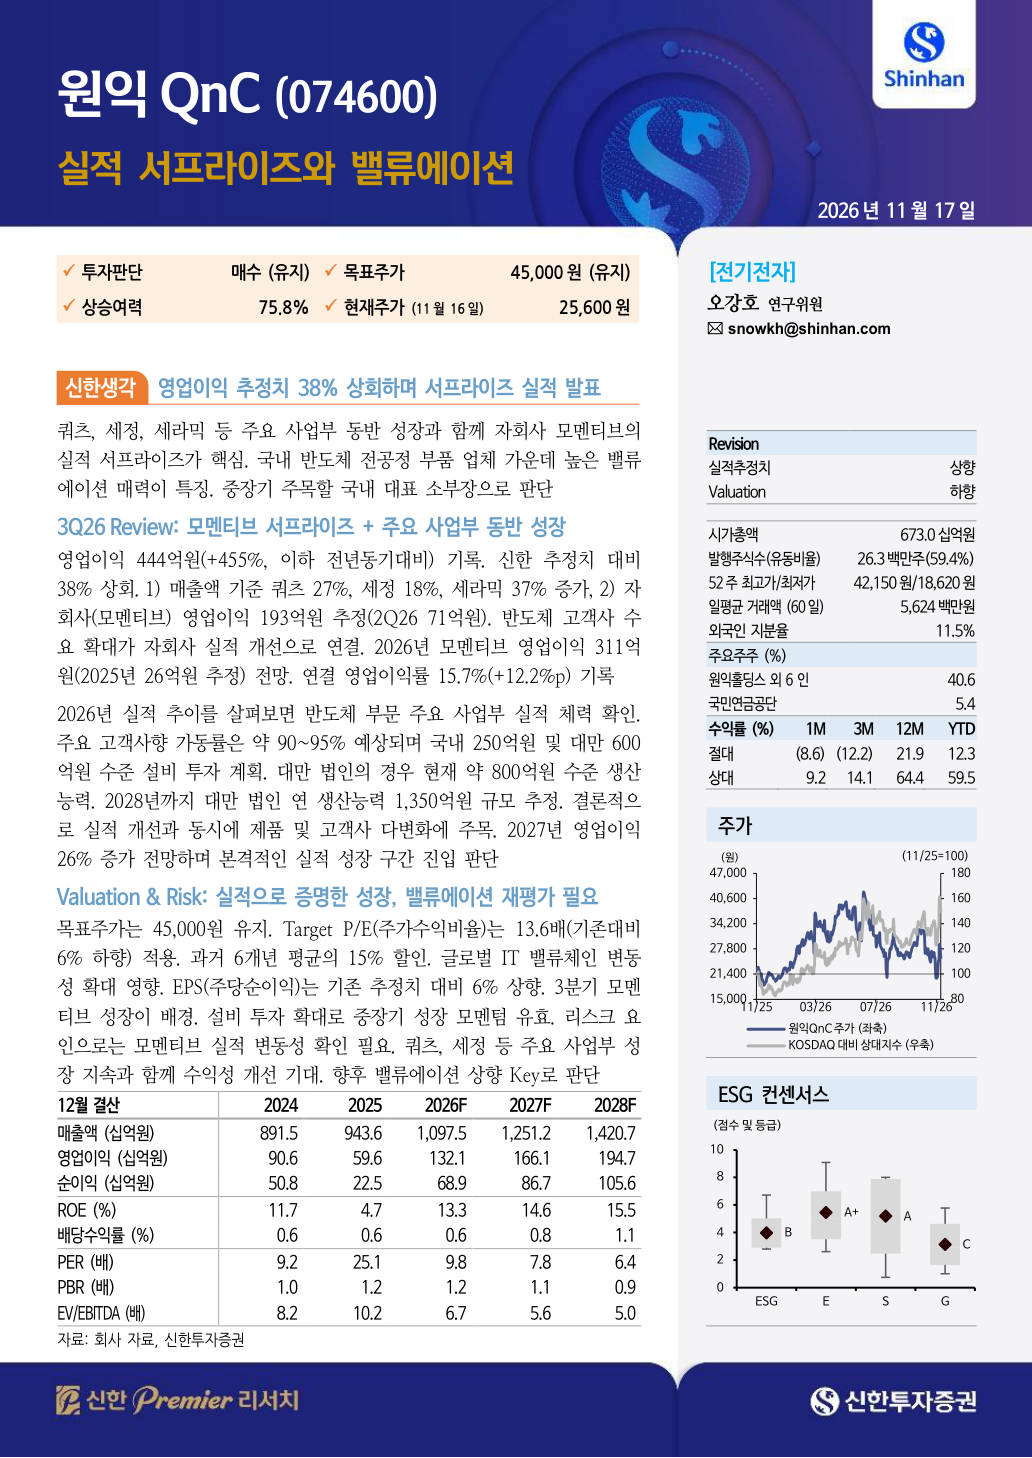 원익 QnC (074600)
실적 서프라이즈와 밸류에이션
Shinhan
2026년 11월 17일
✓ 투자판단 매수 (유지) ✓ 목표주가 45,000원 (유지)
✓ 상승여력 75.8% ✓ 현재주가 (11월 16일) 25,600원
신한생각 영업이익 추정치 38% 상회하며 서프라이즈 실적 발표
쿼츠, 세정, 세라믹 등 주요 사업부 동반 성장과 함께 자회사 모멘티브의
실적 서프라이즈가 핵심. 국내 반도체 전공정 부품 업체 가운데 높은 밸류
에이션 매력이 특징. 중장기 주목할 국내 대표 소부장으로 판단
3Q26 Review: 모멘티브 서프라이즈 + 주요 사업부 동반 성장
영업이익 444억원(+455%, 이하 전년동기대비) 기록. 신한 추정치 대비
38% 상회. 1) 매출액 기준 쿼츠 27%, 세정 18%, 세라믹 37% 증가, 2) 자
회사(모멘티브) 영업이익 193억원 추정(2Q26 71억원). 반도체 고객사 수
요 확대가 자회사 실적 개선으로 연결. 2026년 모멘티브 영업이익 311억
원(2025년 26억원 추정) 전망. 연결 영업이익률 15.7%(+12.2%p) 기록
2026년 실적 추이를 살펴보면 반도체 부문 주요 사업부 실적 체력 확인.
주요 고객사향 가동률은 약 90~95% 예상되며 국내 250억원 및 대만 600
억원 수준 설비 투자 계획. 대만 법인의 경우 현재 약 800억원 수준 생산
능력. 2028년까지 대만 법인 연 생산능력 1,350억원 규모 추정. 결론적으
로 실적 개선과 동시에 제품 및 고객사 다변화에 주목. 2027년 영업이익
26% 증가 전망하며 본격적인 실적 성장 구간 진입 판단
Valuation & Risk: 실적으로 증명한 성장, 밸류에이션 재평가 필요
목표주가는 45,000원 유지. Target P/E(주가수익비율)는 13.6배(기존대비
6% 하향) 적용. 과거 6개년 평균의 15% 할인. 글로벌 IT 밸류체인 변동
성 확대 영향. EPS(주당순이익)는 기존 추정치 대비 6% 상향. 3분기 모멘
티브 성장이 배경. 설비 투자 확대로 중장기 성장 모멘텀 유효. 리스크 요
인으로는 모멘티브 실적 변동성 확인 필요. 쿼츠, 세정 등 주요 사업부 성
장 지속과 함께 수익성 개선 기대. 향후 밸류에이션 상향 Key로 판단
12월 결산 2024 2025 2026F 2027F 2028F
매출액 (십억원) 891.5 943.6 1,097.5 1,251.2 1,420.7
영업이익 (십억원) 90.6 59.6 132.1 166.1 194.7
순이익 (십억원) 50.8 22.5 68.9 86.7 105.6
ROE (%) 11.7 4.7 13.3 14.6 15.5
배당수익률 (%) 0.6 0.6 0.6 0.8 1.1
PER (배) 9.2 25.1 9.8 7.8 6.4
PBR (배) 1.0 1.2 1.2 1.1 0.9
EV/EBITDA (배) 8.2 10.2 6.7 5.6 5.0
자료: 회사 자료, 신한투자증권
[전기전자]
오강호 연구위원
snowkh@shinhan.com
Revision
실적추정치 상향
Valuation 하향
시가총액 673.0 십억원
발행주식수(유동비율) 26.3 백만주(59.4%)
52주 최고가/최저가 42,150 원/18,620 원
일평균 거래액 (60일) 5,624 백만원
외국인 지분율 11.5%
주요주주 (%)
원익홀딩스 외 6 인 40.6
국민연금공단 5.4
수익률 (%) 1M 3M 12M YTD
절대 (8.6) (12.2) 21.9 12.3
상대 9.2 14.1 64.4 59.5
주가
(원) (11/25=100)
47,000 180
40,600 160
34,200 140
27,800 120
21,400 100
15,000 80
11/25 03/26 07/26 11/26
원익QnC 주가 (좌축)
KOSDAQ 대비 상대지수 (우축)
ESG 컨센서스
(점수 및 등급)
10
8
6
4
2
0
B A+ A C
ESG E S G
신한 Premier 리서치
신한투자증권